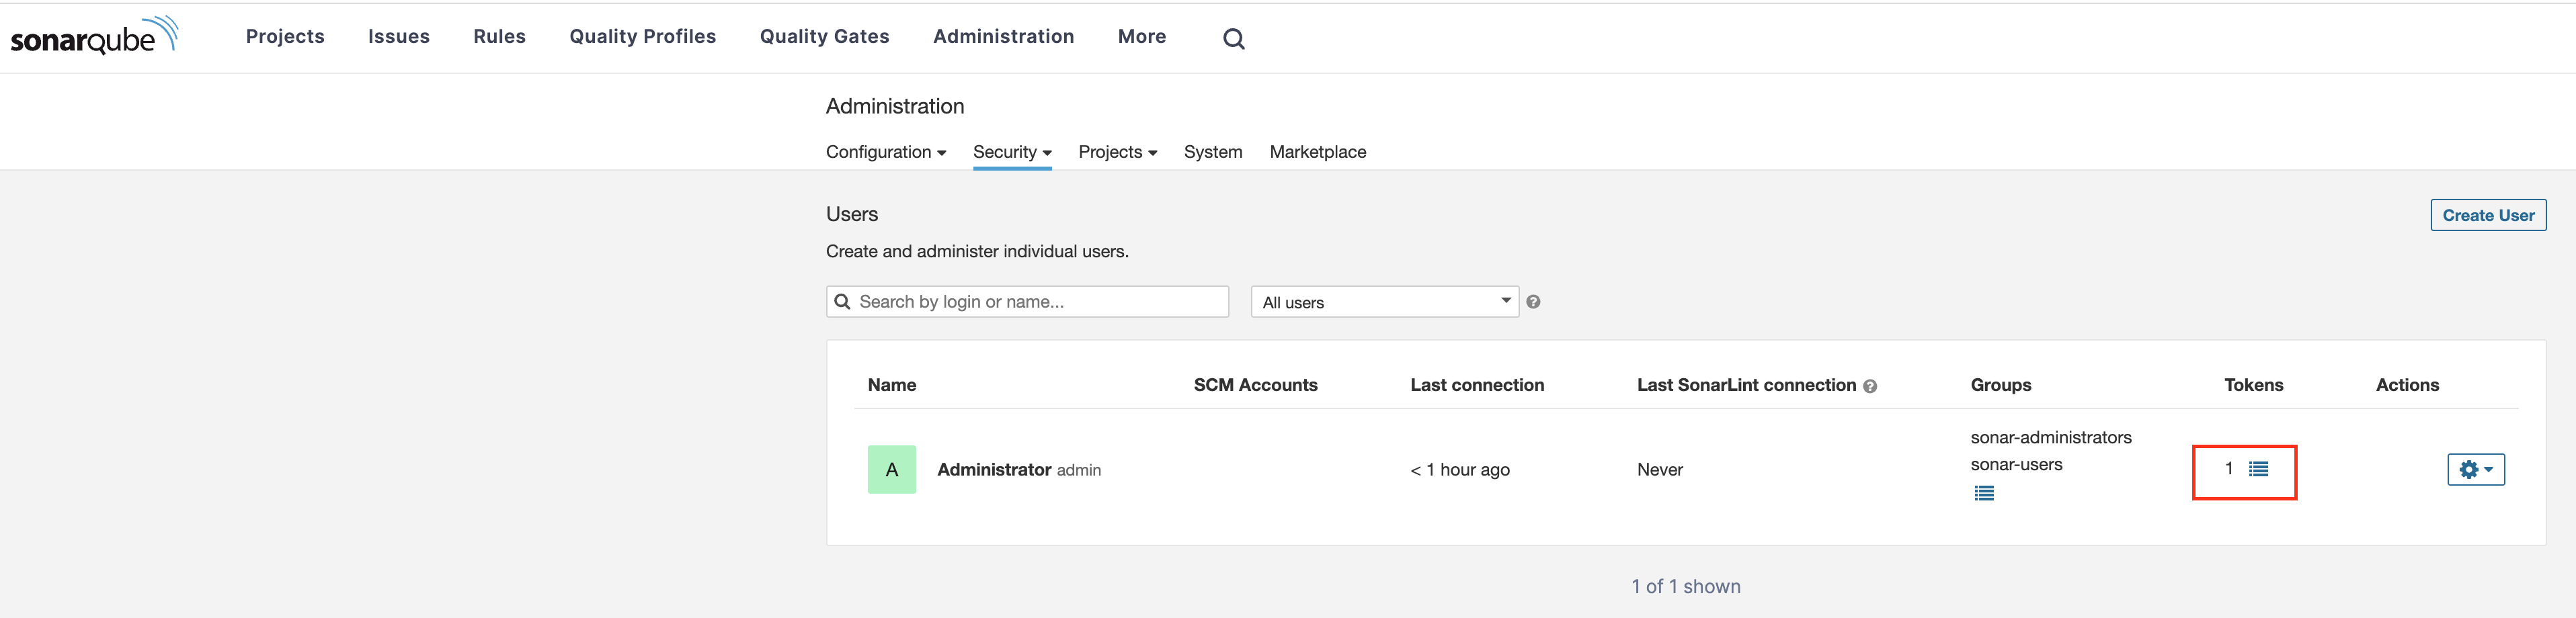 sonarqube Projects Issues Rules Quality Profiles Quality Gates Administration More
Administration
Configuration Security Projects System Marketplace
Users
Create User
Create and administer individual users.
Search by login or name... All users ?
Name SCM Accounts Last connection Last SonarLint connection ? Groups Tokens Actions
A Administrator admin < 1 hour ago Never sonar-administrators 1
sonar-users
1 of 1 shown